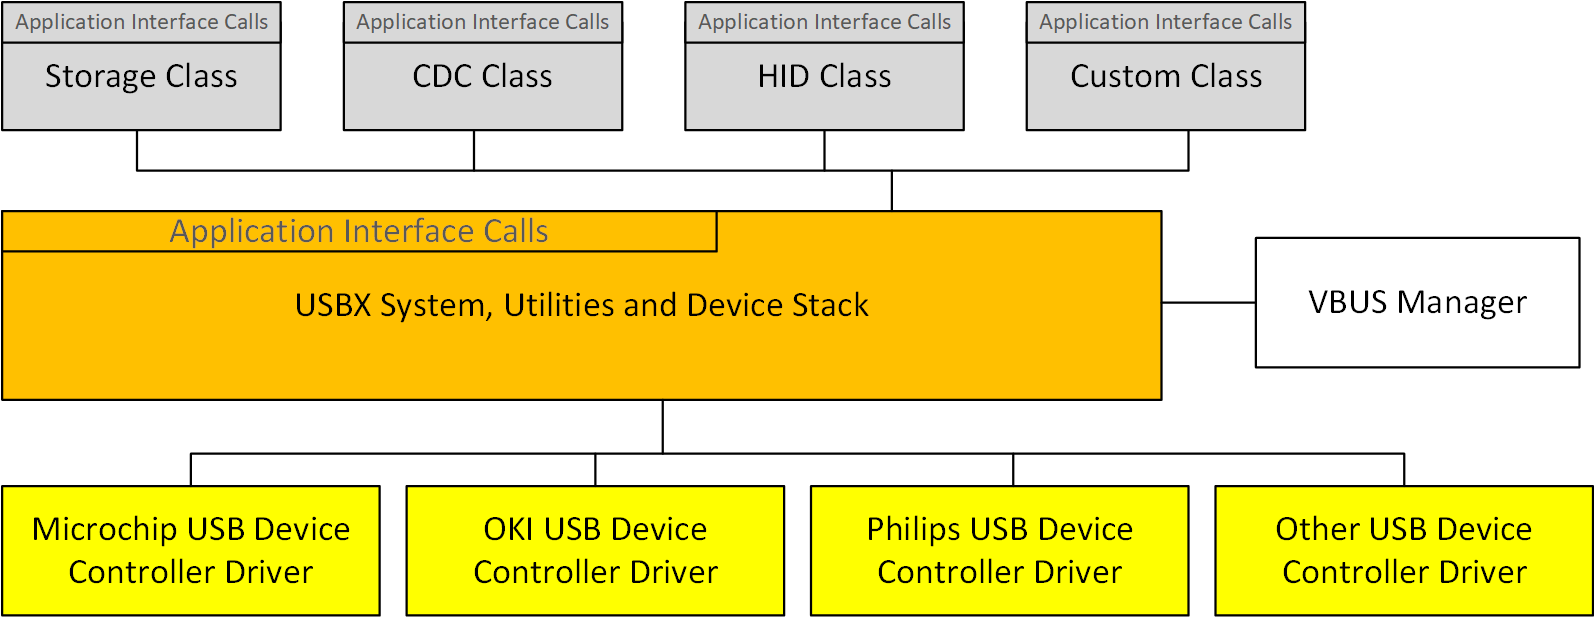 Application Interface Calls
Application Interface Calls
Application Interface Calls
Application Interface Calls
Storage Class
CDC Class
HID Class
Custom Class
Application Interface Calls
USBX System, Utilities and Device Stack
VBUS Manager
Microchip USB Device
Controller Driver
OKI USB Device
Controller Driver
Philips USB Device
Controller Driver
Other USB Device
Controller Driver